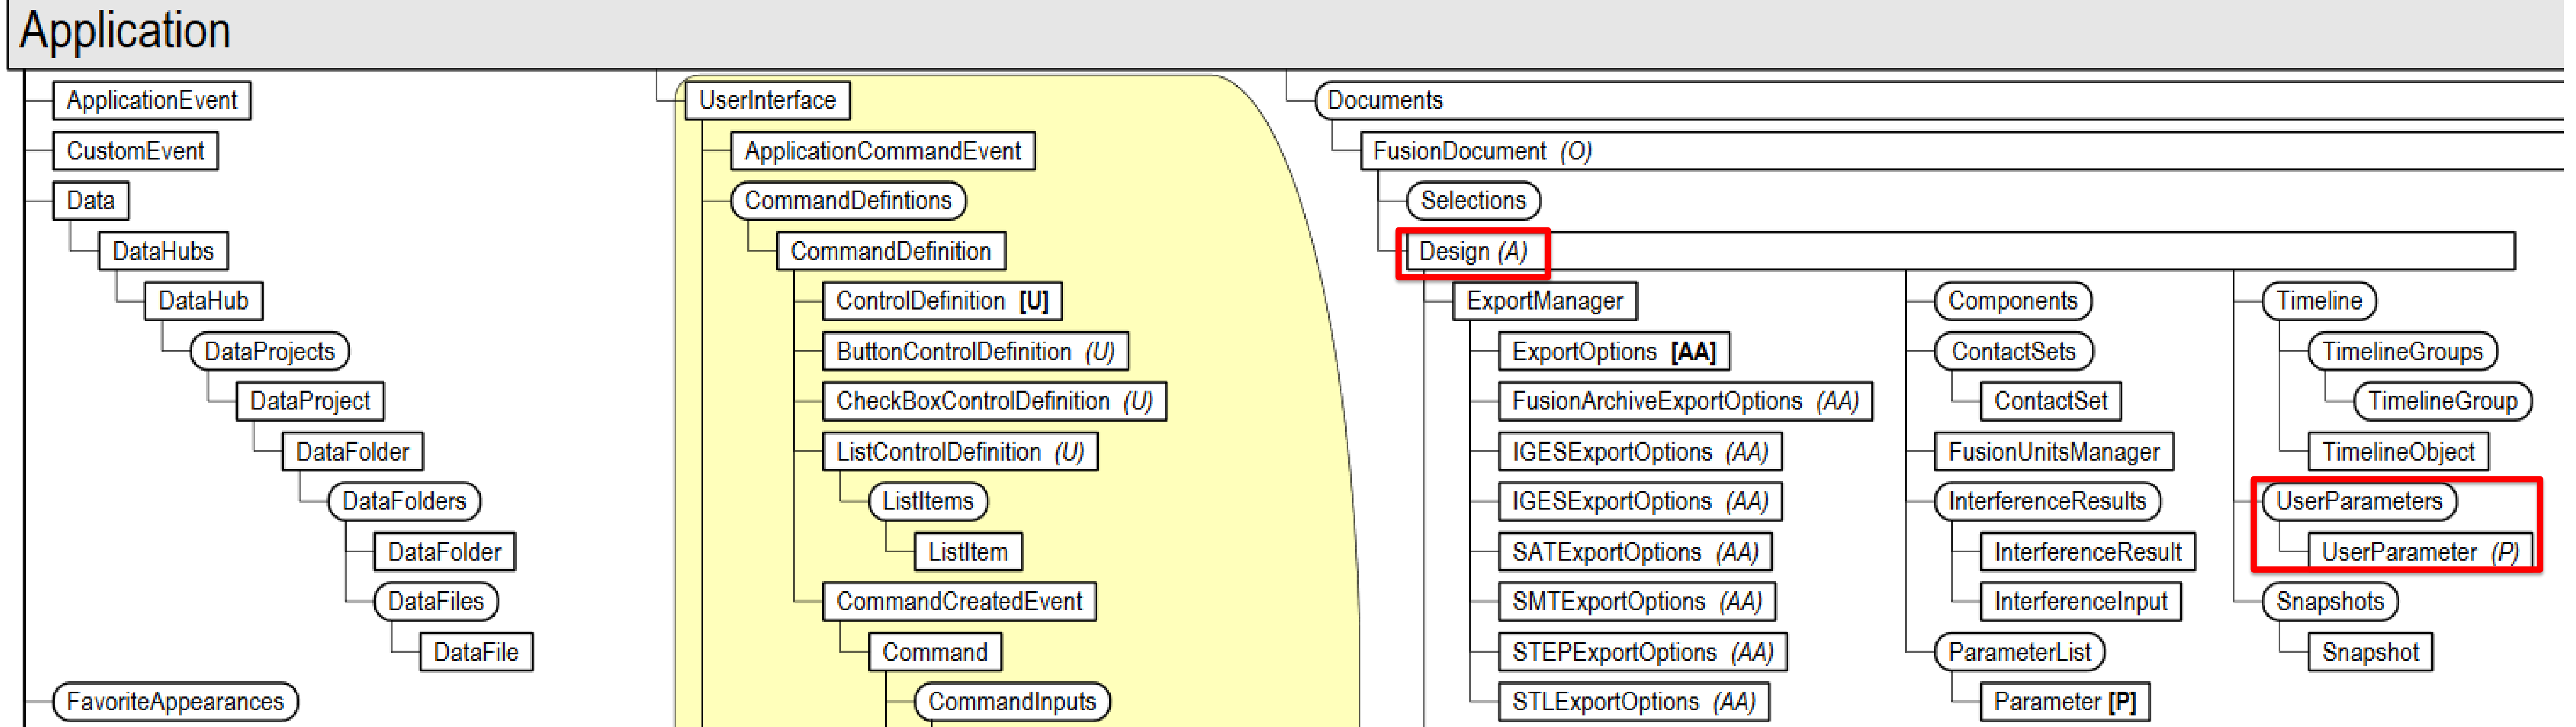 Application
ApplicationEvent
CustomEvent
Data
DataHubs
DataHub
DataProjects
DataProject
DataFolder
DataFolders
DataFolder
DataFiles
DataFile
FavoriteAppearances
UserInterface
ApplicationCommandEvent
CommandDefintions
CommandDefinition
ControlDefinition [U]
ButtonControlDefinition (U)
CheckBoxControlDefinition (U)
ListControlDefinition (U)
ListItems
ListItem
CommandCreatedEvent
Command
CommandInputs
Documents
FusionDocument (O)
Selections
Design (A)
ExportManager
ExportOptions [AA]
FusionArchiveExportOptions (AA)
IGESExportOptions (AA)
IGESExportOptions (AA)
SATExportOptions (AA)
SMTExportOptions (AA)
STEPExportOptions (AA)
STLExportOptions (AA)
Components
ContactSets
ContactSet
FusionUnitsManager
InterferenceResults
InterferenceResult
InterferenceInput
ParameterList
Parameter [P]
Timeline
TimelineGroups
TimelineGroup
TimelineObject
UserParameters
UserParameter (P)
Snapshots
Snapshot